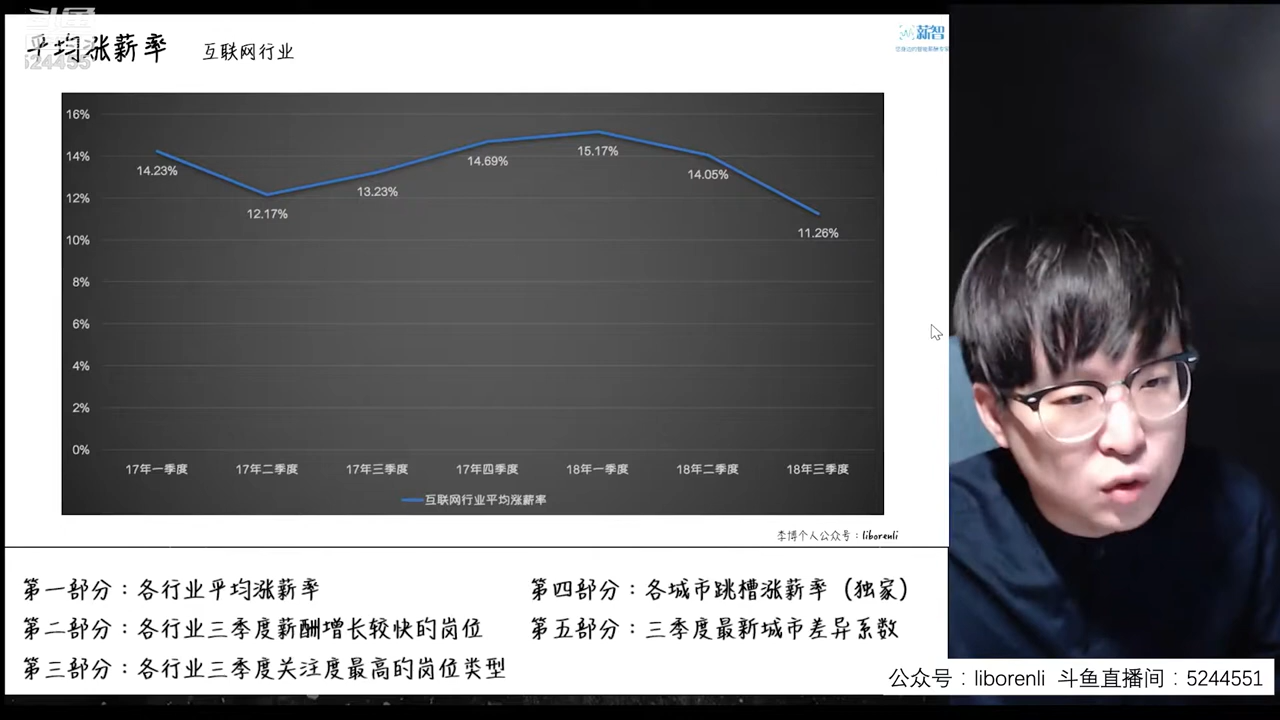 斗鱼
平均涨薪率 互联网行业
薪智
16%
14%
12%
10%
8%
6%
4%
2%
0%
14.23%
12.17%
13.23%
14.69%
15.17%
14.05%
11.26%
17年一季度 17年二季度 17年三季度 17年四季度 18年一季度 18年二季度 18年三季度
互联网行业平均涨薪率
李博个人公众号：liborenli
第一部分：各行业平均涨薪率
第二部分：各行业三季度薪酬增长较快的岗位
第三部分：各行业三季度关注度最高的岗位类型
第四部分：各城市跳槽涨薪率（独家）
第五部分：三季度最新城市差异系数
公众号：liborenli 斗鱼直播间：5244551